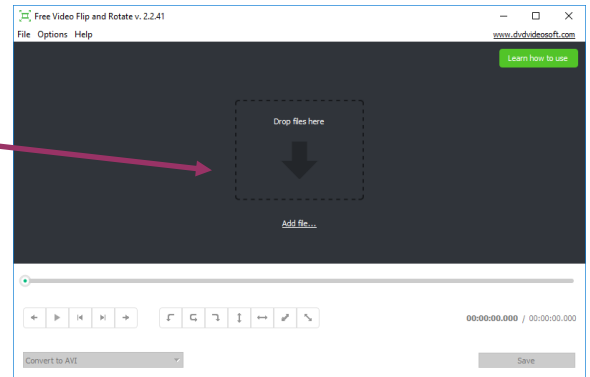 Free Video Flip and Rotate v. 2.2.41
File Options Help www.dvdvideosoft.com
Learn how to use
Drop files here
Add file...
00:00:00.000 / 00:00:00.000
Convert to AVI Save